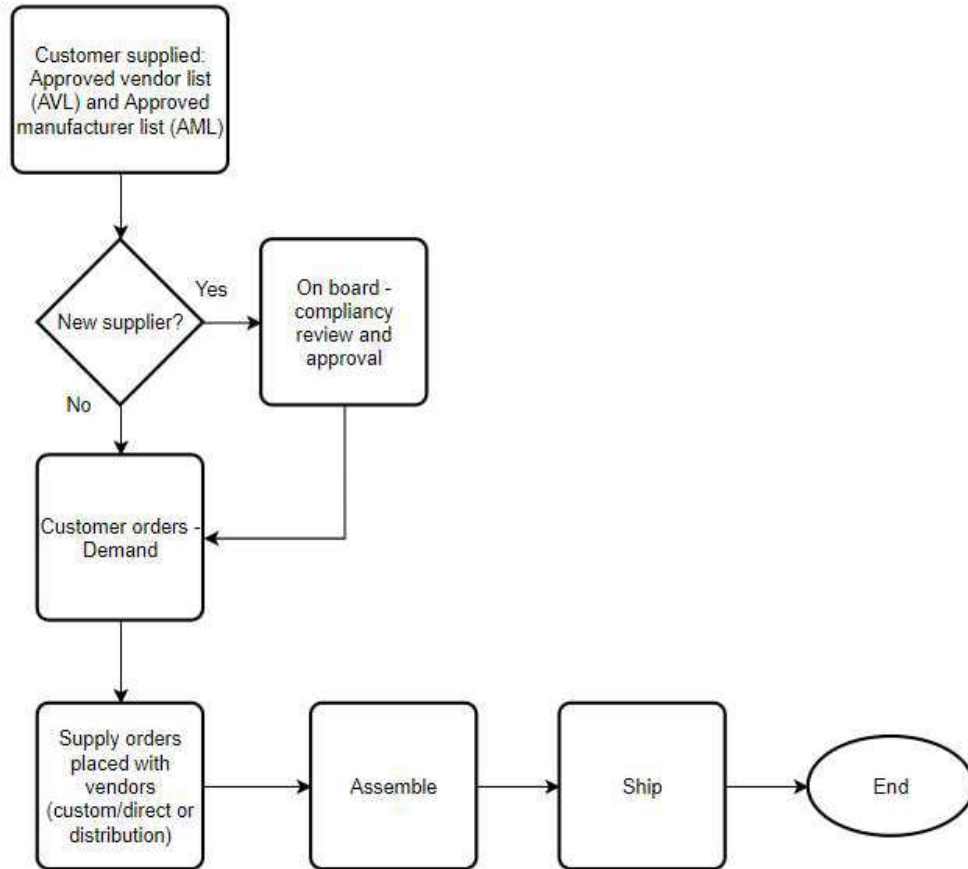 Customer supplied:
Approved vendor list
(AVL) and Approved
manufacturer list (AML)
New supplier?
Yes
No
On board -
compliancy
review and
approval
Customer orders -
Demand
Supply orders
placed with
vendors
(custom/direct or
distribution)
Assemble
Ship
End